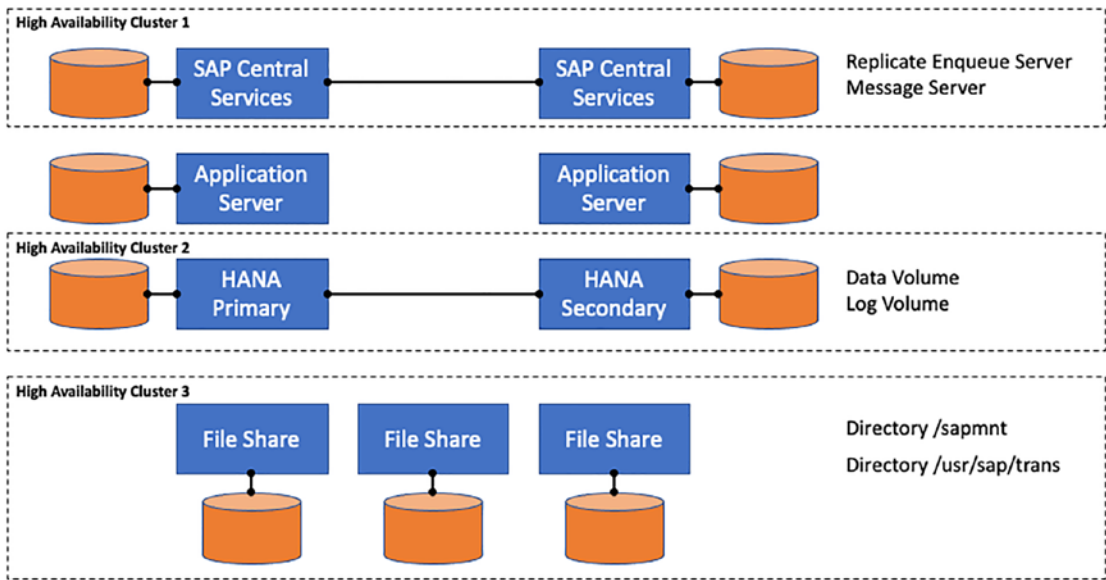 High Availability Cluster 1
SAP Central
Services
SAP Central
Services
Replicate Enqueue Server
Message Server
Application
Server
Application
Server
High Availability Cluster 2
HANA
Primary
HANA
Secondary
Data Volume
Log Volume
High Availability Cluster 3
File Share
File Share
File Share
Directory /sapmnt
Directory /usr/sap/trans